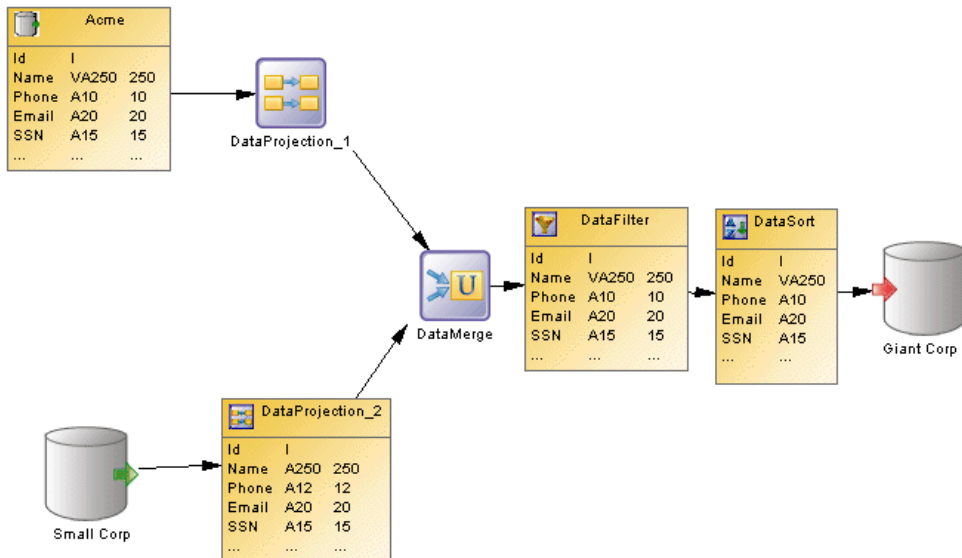 Acme
Id I
Name VA250 250
Phone A10 10
Email A20 20
SSN A15 15
... ... ...
DataProjection_1
DataFilter
Id I
Name VA250 250
Phone A10 10
Email A20 20
SSN A15 15
... ... ...
DataSort
Id I
Name VA250
Phone A10
Email A20
SSN A15
... ...
U
DataMerge
Giant Corp
DataProjection_2
Id I
Name A250 250
Phone A12 12
Email A20 20
SSN A15 15
... ... ...
Small Corp